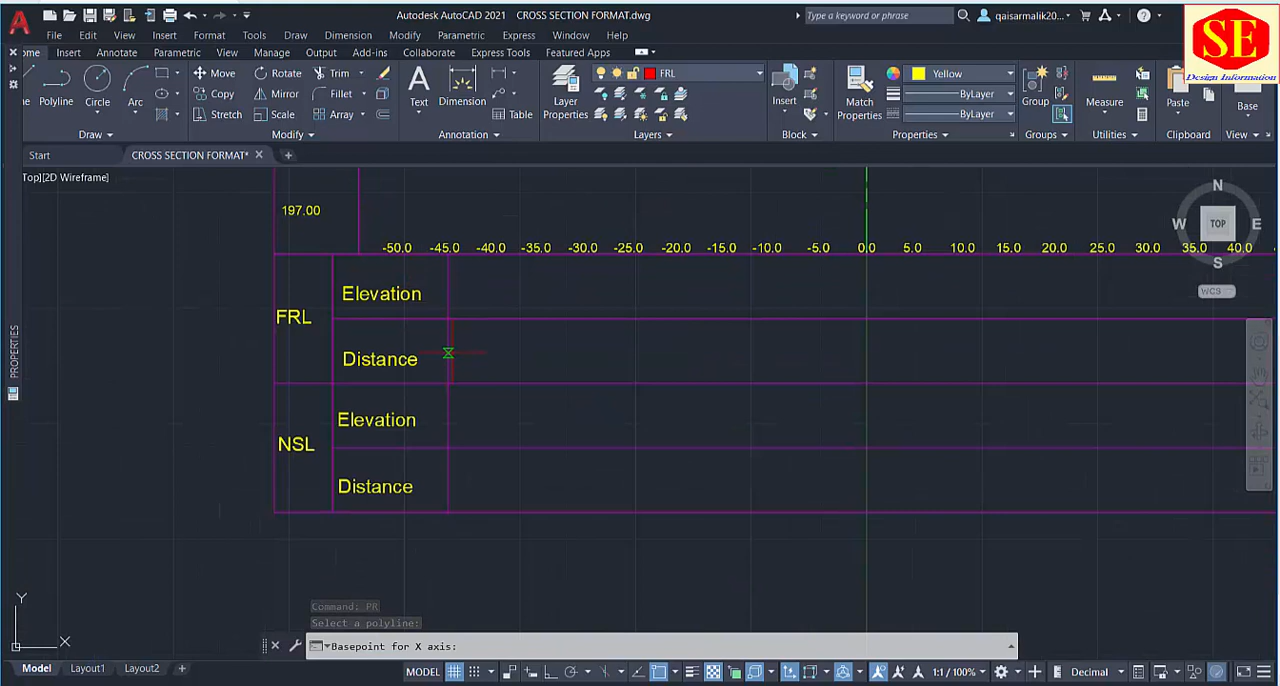 Autodesk AutoCAD 2021 CROSS SECTION FORMAT.dwg
Type a keyword or phrase
qaisarmalik20...
SE
Design Information
File Edit View Insert Format Tools Draw Dimension Modify Parametric Express Window Help
ome Insert Annotate Parametric View Manage Output Add-ins Collaborate Express Tools Featured Apps
Polyline Circle Arc
Move Rotate Trim
Copy Mirror Fillet
Stretch Scale Array
Text Dimension Table
Layer Properties
FRL
Insert
Match Properties
Yellow
ByLayer
ByLayer
Group
Measure
Paste
Base
Draw Modify Annotation Layers Block Properties Groups Utilities Clipboard View
Start CROSS SECTION FORMAT*
Top][2D Wireframe]
N
W TOP E
S
WCS
197.00
-50.0 -45.0 -40.0 -35.0 -30.0 -25.0 -20.0 -15.0 -10.0 -5.0 0.0 5.0 10.0 15.0 20.0 25.0 30.0 35.0 40.0
Elevation
FRL
Distance
Elevation
NSL
Distance
PROPERTIES
Y
X
Command: PR
Select a polyline:
Basepoint for X axis:
Model Layout1 Layout2 +
MODEL 1:1 / 100% Decimal